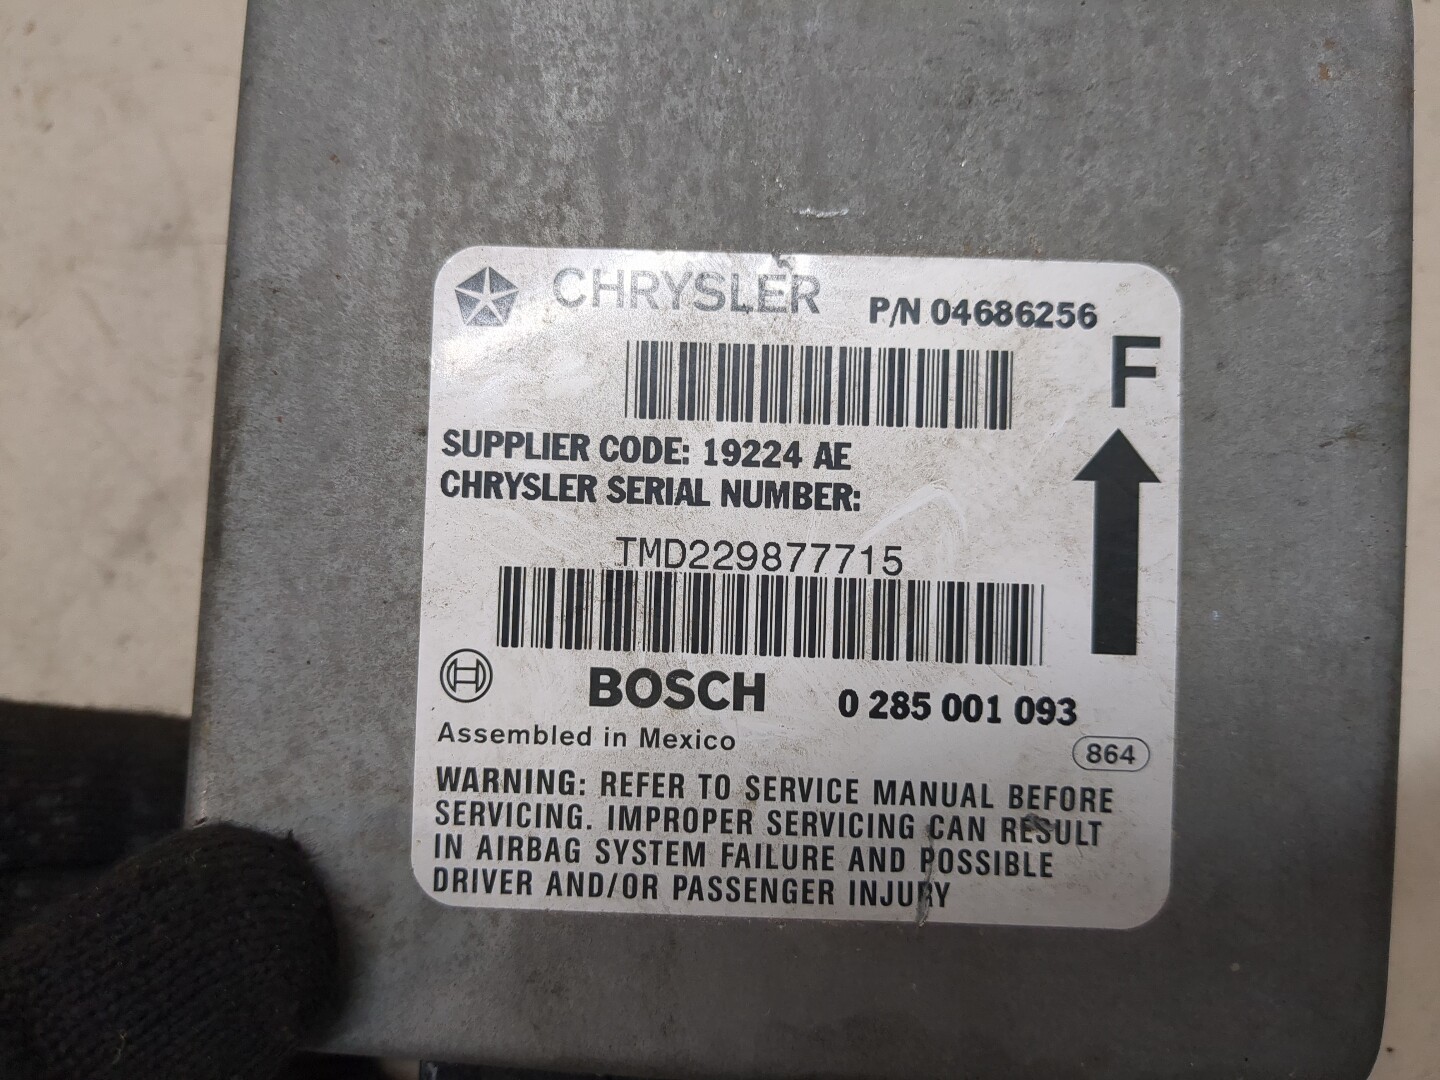 CHRYSLER P/N 04686256
F
SUPPLIER CODE: 19224 AE
CHRYSLER SERIAL NUMBER:
TMD229877715
BOSCH 0 285 001 093
Assembled in Mexico
864
WARNING: REFER TO SERVICE MANUAL BEFORE
SERVICING. IMPROPER SERVICING CAN RESULT
IN AIRBAG SYSTEM FAILURE AND POSSIBLE
DRIVER AND/OR PASSENGER INJURY